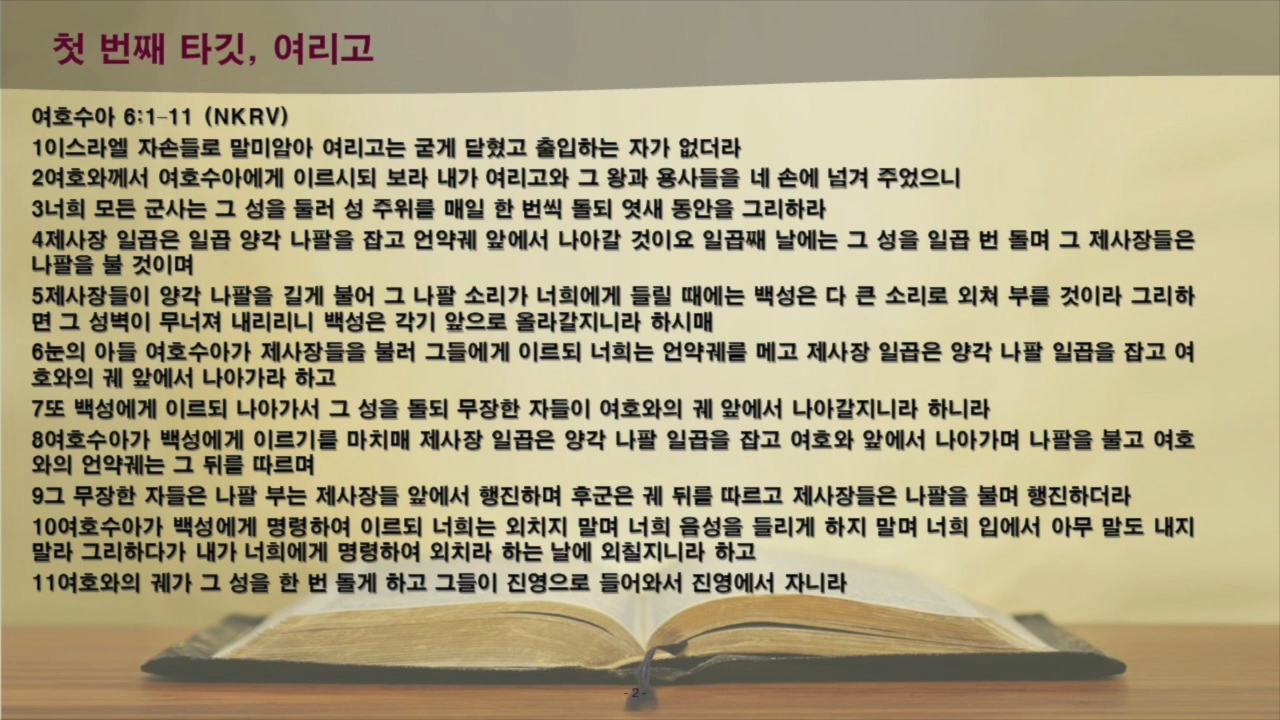 첫 번째 타깃, 여리고
여호수아 6:1-11 (NKRV)
1이스라엘 자손들로 말미암아 여리고는 굳게 닫혔고 출입하는 자가 없더라
2여호와께서 여호수아에게 이르시되 보라 내가 여리고와 그 왕과 용사들을 네 손에 넘겨 주었으니
3너희 모든 군사는 그 성을 둘러 성 주위를 매일 한 번씩 돌되 엿새 동안을 그리하라
4제사장 일곱은 일곱 양각 나팔을 잡고 언약궤 앞에서 나아갈 것이요 일곱째 날에는 그 성을 일곱 번 돌며 그 제사장들은
나팔을 불 것이며
5제사장들이 양각 나팔을 길게 불어 그 나팔 소리가 너희에게 들릴 때에는 백성은 다 큰 소리로 외쳐 부를 것이라 그리하
면 그 성벽이 무너져 내리리니 백성은 각기 앞으로 올라갈지니라 하시매
6눈의 아들 여호수아가 제사장들을 불러 그들에게 이르되 너희는 언약궤를 메고 제사장 일곱은 양각 나팔 일곱을 잡고 여
호와의 궤 앞에서 나아가라 하고
7또 백성에게 이르되 나아가서 그 성을 돌되 무장한 자들이 여호와의 궤 앞에서 나아갈지니라 하니라
8여호수아가 백성에게 이르기를 마치매 제사장 일곱은 양각 나팔 일곱을 잡고 여호와 앞에서 나아가며 나팔을 불고 여호
와의 언약궤는 그 뒤를 따르며
9그 무장한 자들은 나팔 부는 제사장들 앞에서 행진하며 후군은 궤 뒤를 따르고 제사장들은 나팔을 불며 행진하더라
10여호수아가 백성에게 명령하여 이르되 너희는 외치지 말며 너희 음성을 들리게 하지 말며 너희 입에서 아무 말도 내지
말라 그리하다가 내가 너희에게 명령하여 외치라 하는 날에 외칠지니라 하고
11여호와의 궤가 그 성을 한 번 돌게 하고 그들이 진영으로 들어와서 진영에서 자니라
- 2 -